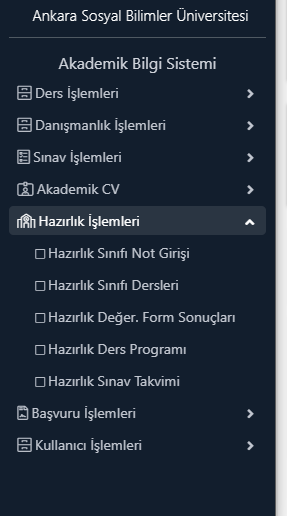 Ankara Sosyal Bilimler Üniversitesi
Akademik Bilgi Sistemi
Ders İşlemleri
Danışmanlık İşlemleri
Sınav İşlemleri
Akademik CV
Hazırlık İşlemleri
Hazırlık Sınıfı Not Girişi
Hazırlık Sınıfı Dersleri
Hazırlık Değer. Form Sonuçları
Hazırlık Ders Programı
Hazırlık Sınav Takvimi
Başvuru İşlemleri
Kullanıcı İşlemleri